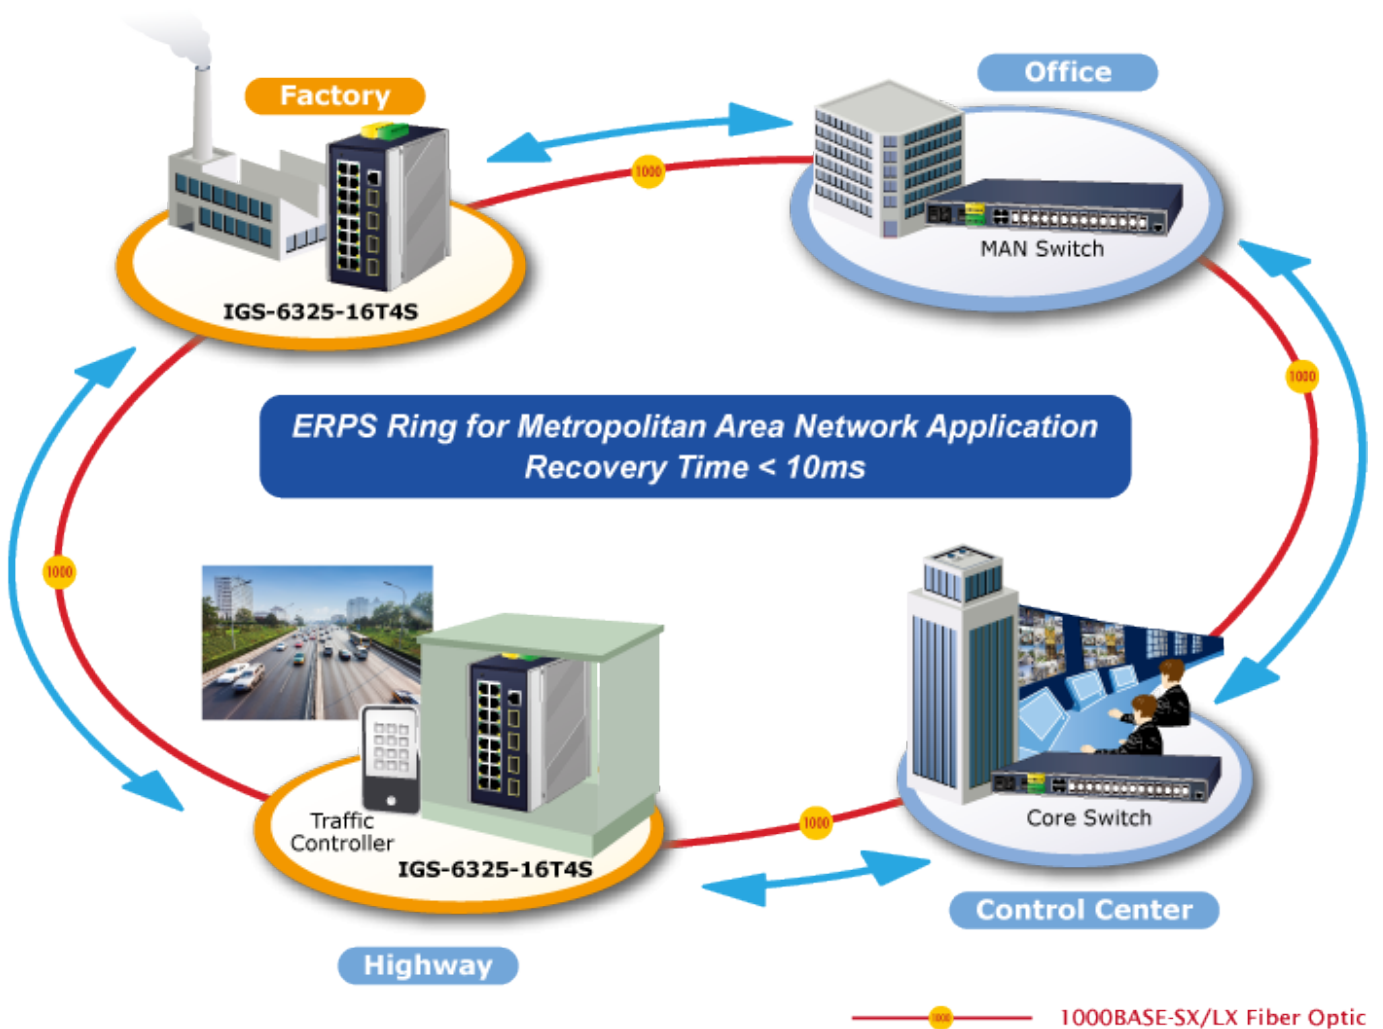 Factory
Office
1000
MAN Switch
IGS-6325-16T4S
1000
ERPS Ring for Metropolitan Area Network Application
Recovery Time < 10ms
1000
Traffic
Controller
IGS-6325-16T4S
1000
Core Switch
Control Center
Highway
1000
1000BASE-SX/LX Fiber Optic